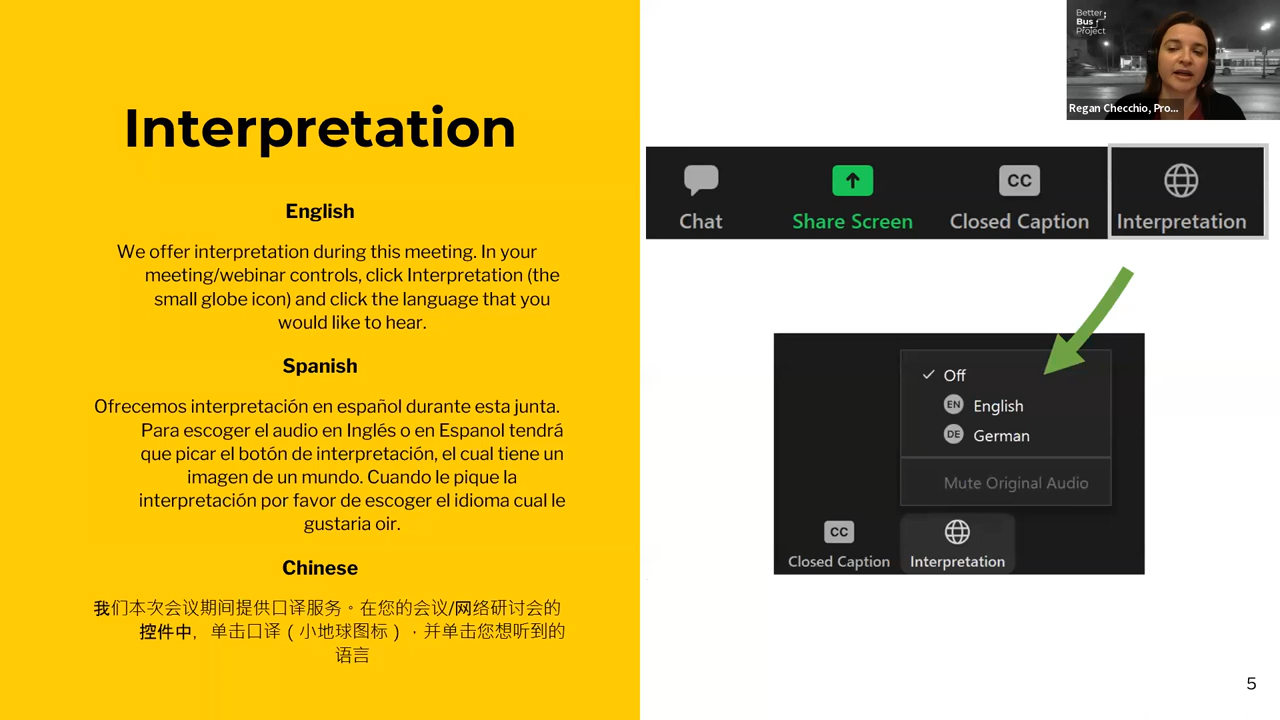 Interpretation
English
We offer interpretation during this meeting. In your
meeting/webinar controls, click Interpretation (the
small globe icon) and click the language that you
would like to hear.
Spanish
Ofrecemos interpretación en español durante esta junta.
Para escoger el audio en Inglés o en Espanol tendrá
que picar el botón de interpretación, el cual tiene un
imagen de un mundo. Cuando le pique la
interpretación por favor de escoger el idioma cual le
gustaria oir.
Chinese
我们本次会议期间提供口译服务。在您的会议/网络研讨会的
控件中，单击口译（小地球图标），并单击您想听到的
语言
Better
Bus
Project
Regan Checchio, Pro...
Chat
Share Screen
CC
Closed Caption
Interpretation
Off
EN English
DE German
Mute Original Audio
CC
Closed Caption
Interpretation
5